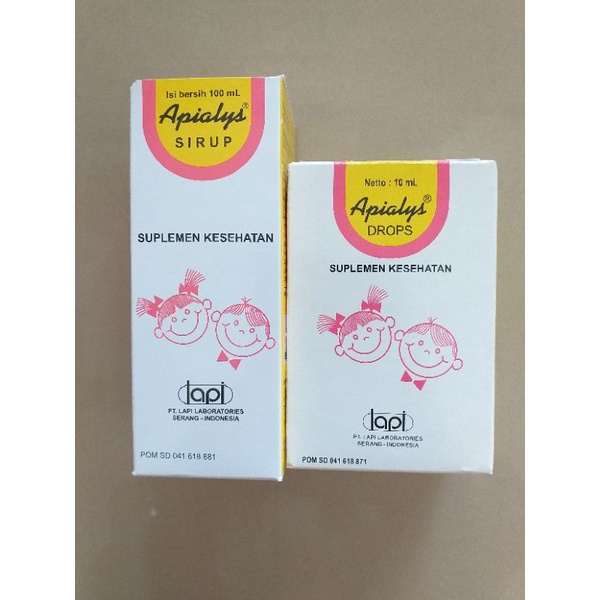 Isi bersih 100 mL
Apialys®
SIRUP
SUPLEMEN KESEHATAN
lapi
PT. LAPI LABORATORIES
SERANG - INDONESIA
POM SD 041 618 881
Netto : 10 mL
Apialys®
DROPS
SUPLEMEN KESEHATAN
lapi
PT. LAPI LABORATORIES
SERANG - INDONESIA
POM SD 041 618 871